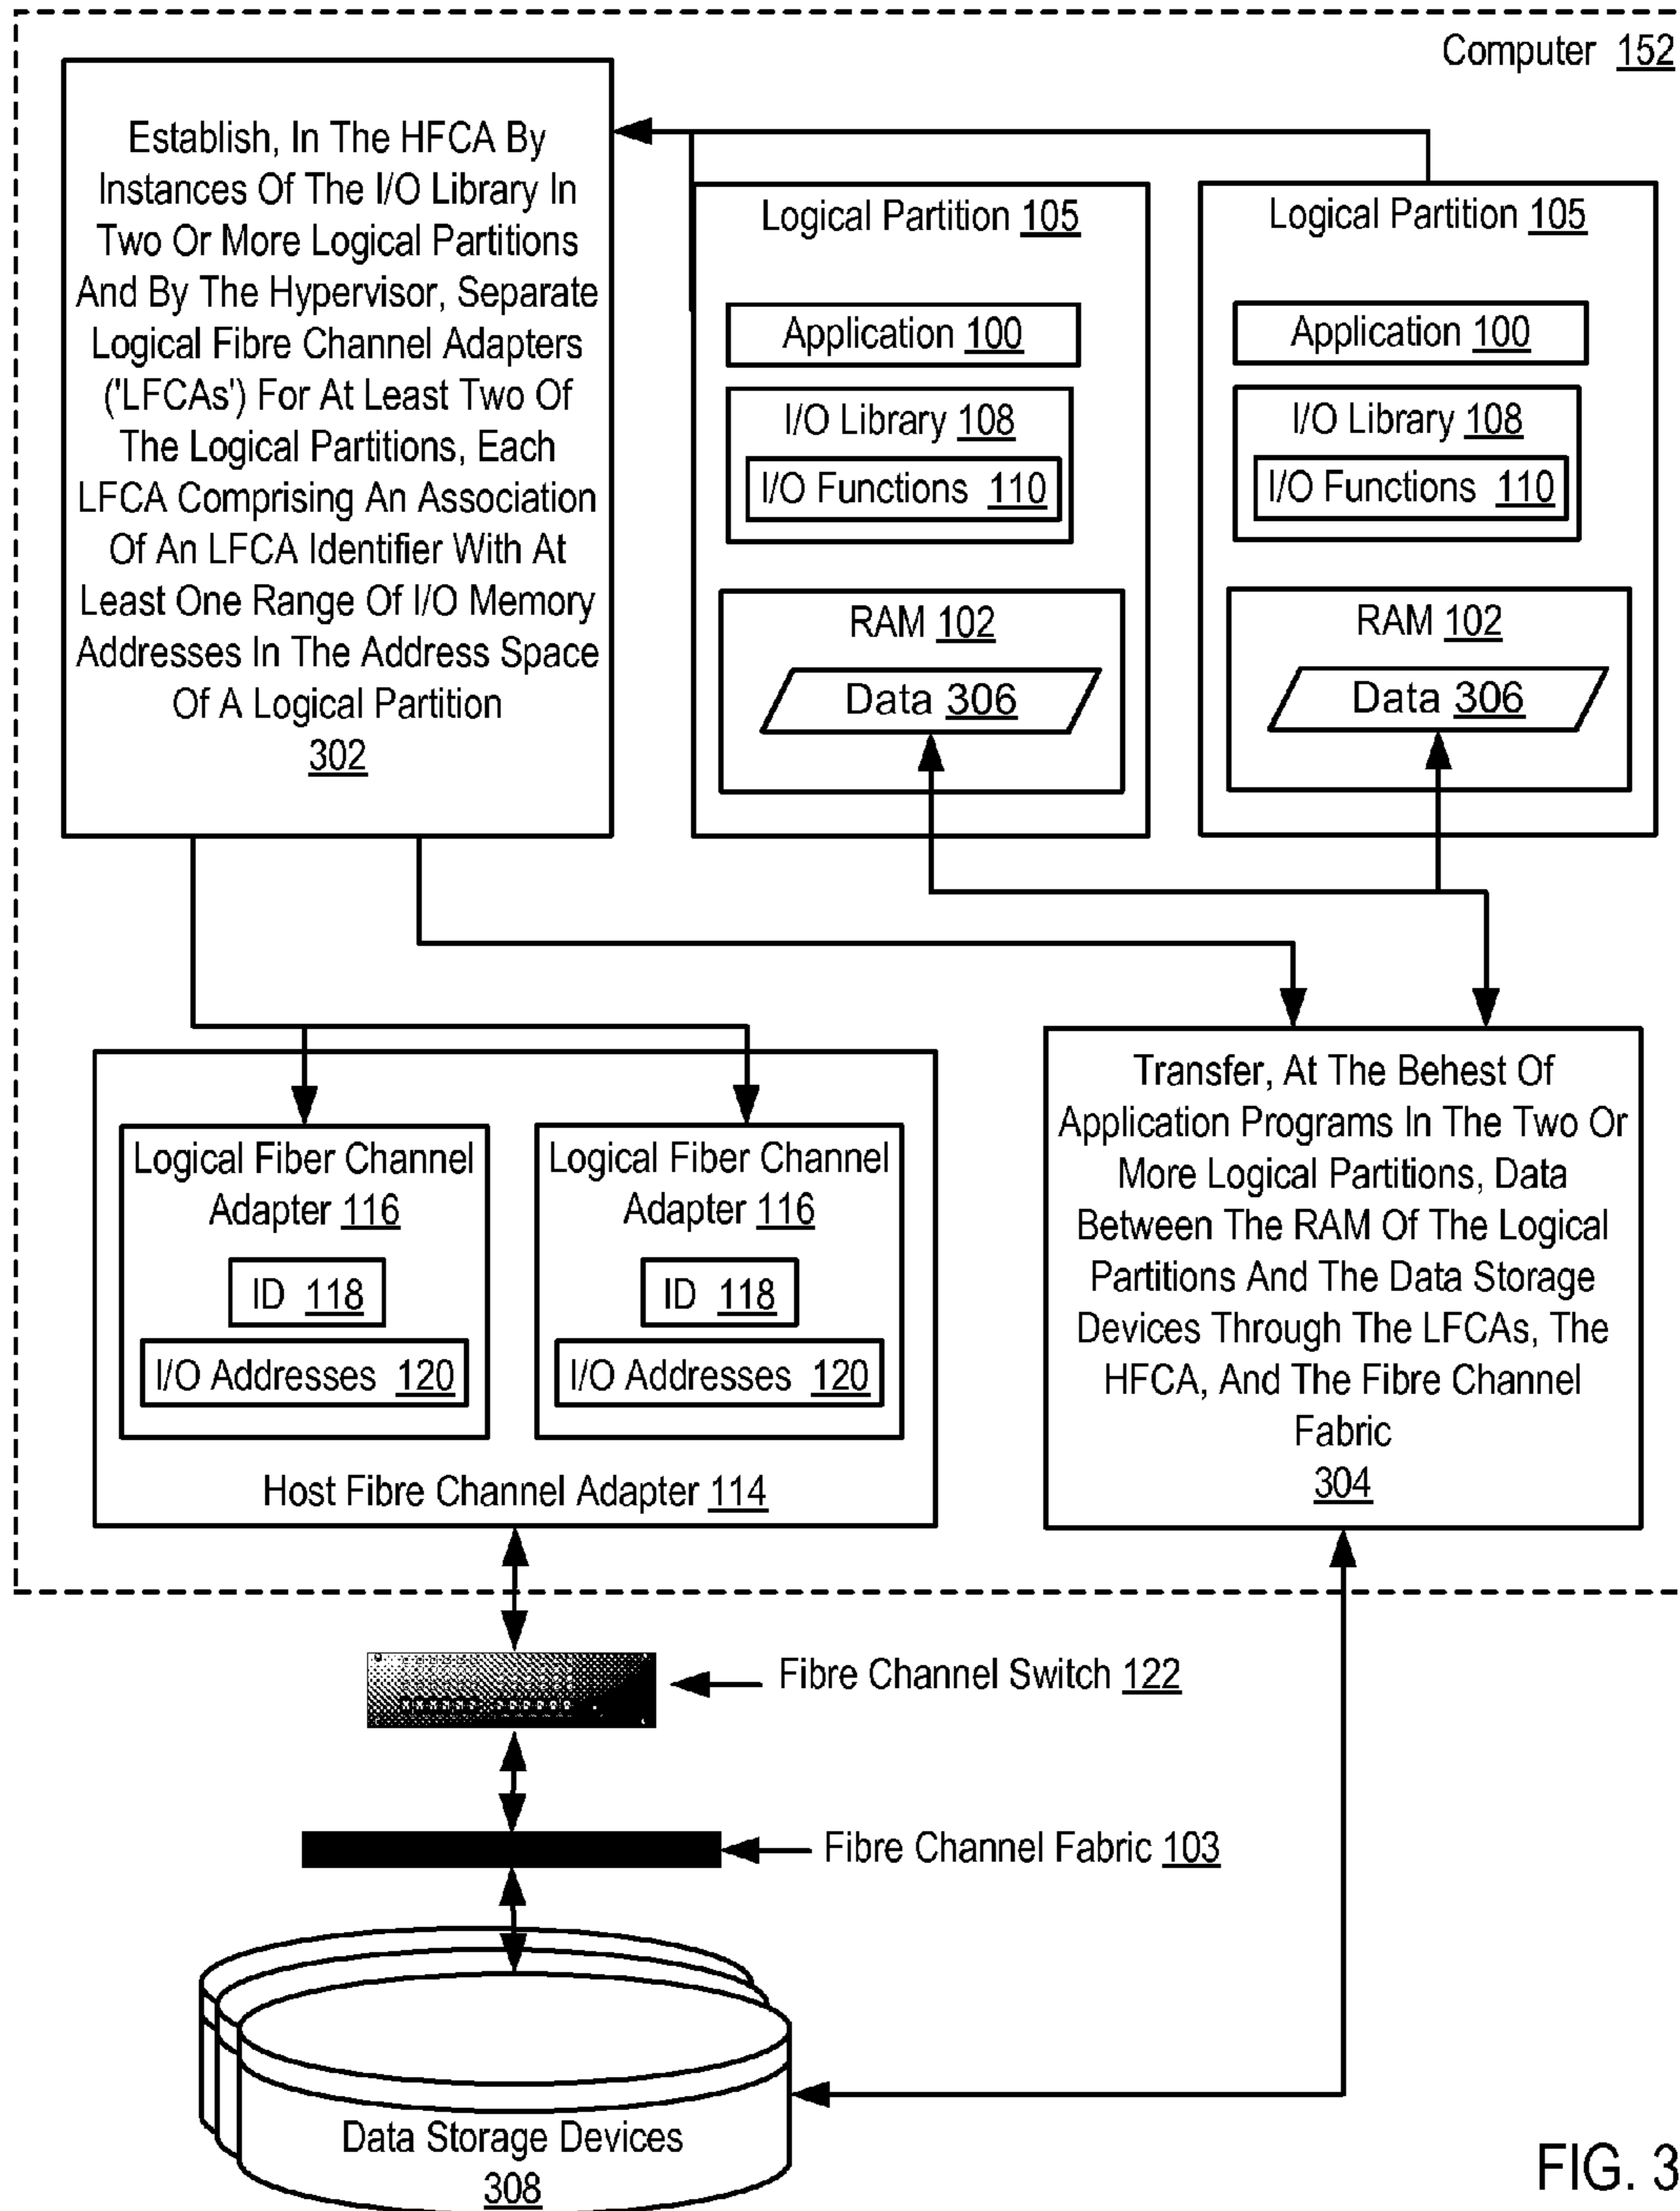 Computer 152
Establish, In The HFCA By
Instances Of The I/O Library In
Two Or More Logical Partitions
And By The Hypervisor, Separate
Logical Fibre Channel Adapters
('LFCAs') For At Least Two Of
The Logical Partitions, Each
LFCA Comprising An Association
Of An LFCA Identifier With At
Least One Range Of I/O Memory
Addresses In The Address Space
Of A Logical Partition
302
Logical Partition 105
Application 100
I/O Library 108
I/O Functions 110
RAM 102
Data 306
Logical Partition 105
Application 100
I/O Library 108
I/O Functions 110
RAM 102
Data 306
Logical Fiber Channel
Adapter 116
ID 118
I/O Addresses 120
Logical Fiber Channel
Adapter 116
ID 118
I/O Addresses 120
Host Fibre Channel Adapter 114
Transfer, At The Behest Of
Application Programs In The Two Or
More Logical Partitions, Data
Between The RAM Of The Logical
Partitions And The Data Storage
Devices Through The LFCAs, The
HFCA, And The Fibre Channel
Fabric
304
Fibre Channel Switch 122
Fibre Channel Fabric 103
Data Storage Devices
308
FIG. 3